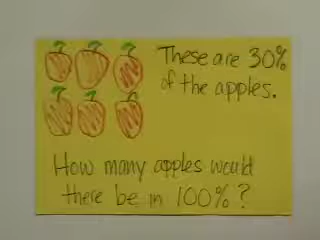 These are 30%
of the apples.
How many apples would
there be in 100%?